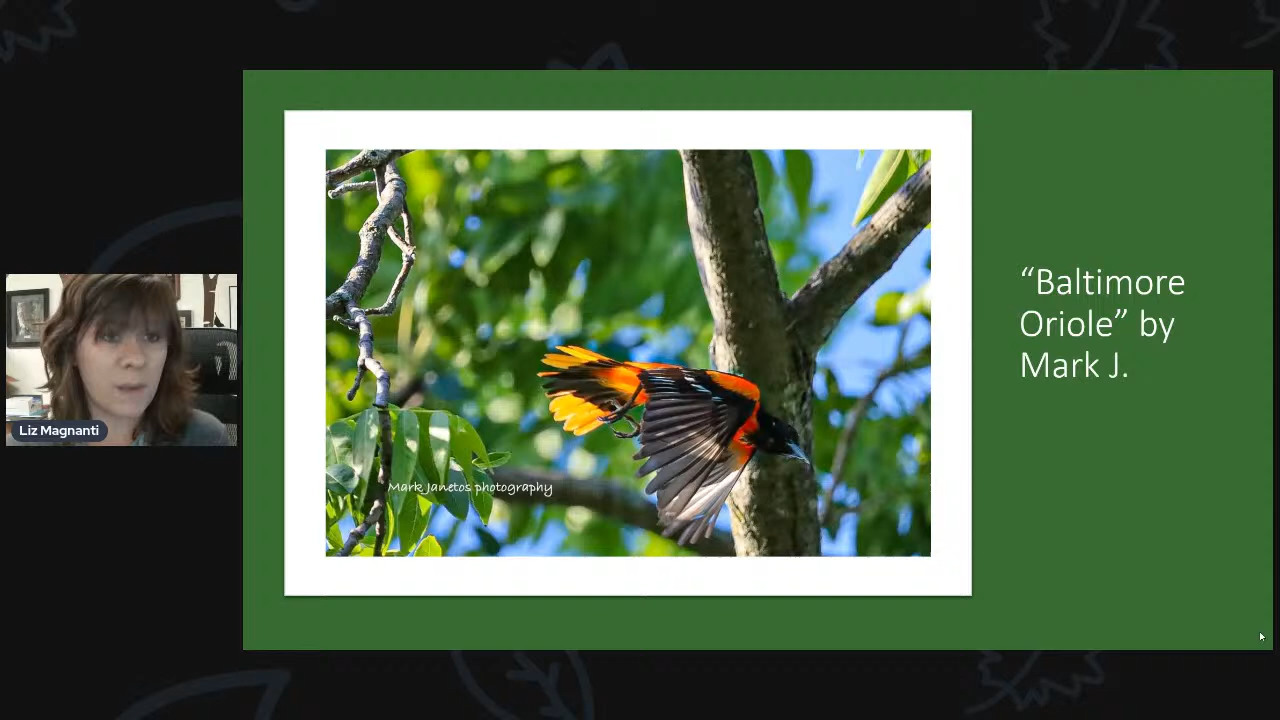 “Baltimore
Oriole” by
Mark J.
Mark Janetos photography
Liz Magnanti